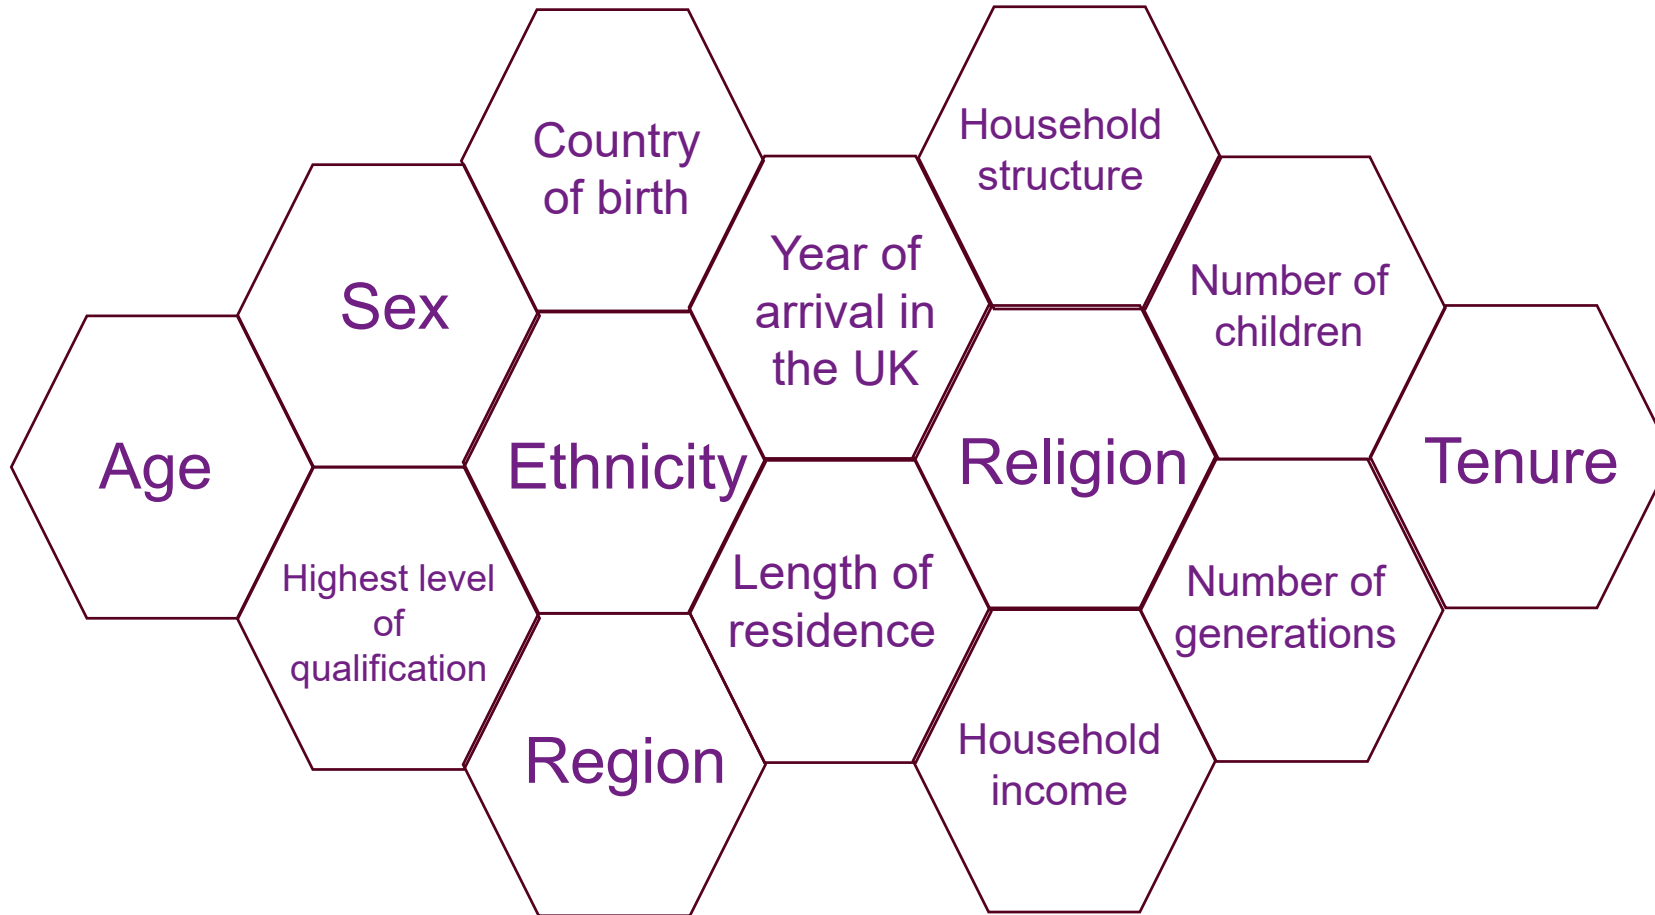 Country
of birth
Household
structure
Sex
Year of
arrival in
the UK
Number of
children
Age
Ethnicity
Religion
Tenure
Highest level
of
qualification
Length of
residence
Number of
generations
Region
Household
income